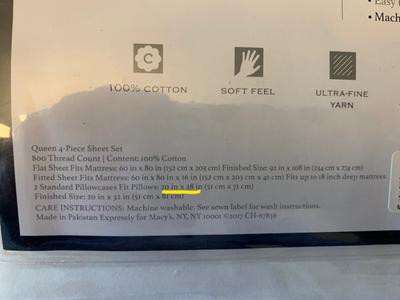 • Easy
• Mach
100% COTTON
SOFT FEEL
ULTRA-FINE
YARN
Queen 4-Piece Sheet Set
800 Thread Count | Content: 100% Cotton
Flat Sheet Fits Mattress: 60 in x 80 in (152 cm x 203 cm) Finished Size: 92 in x 108 in (234 cm x 274 cm)
Fitted Sheet Fits Mattress: 60 in x 80 in x 16 in (152 cm x 203 cm x 41 cm) Fits up to 18 inch deep mattress.
2 Standard Pillowcases Fit Pillows: 20 in x 28 in (51 cm x 71 cm)
Finished Size: 20 in x 32 in (51 cm x 81 cm)
CARE INSTRUCTIONS: Machine washable. See sewn label for wash instructions.
Made in Pakistan Expressly for Macy's, NY, NY 10001 ©2017 CH-67836